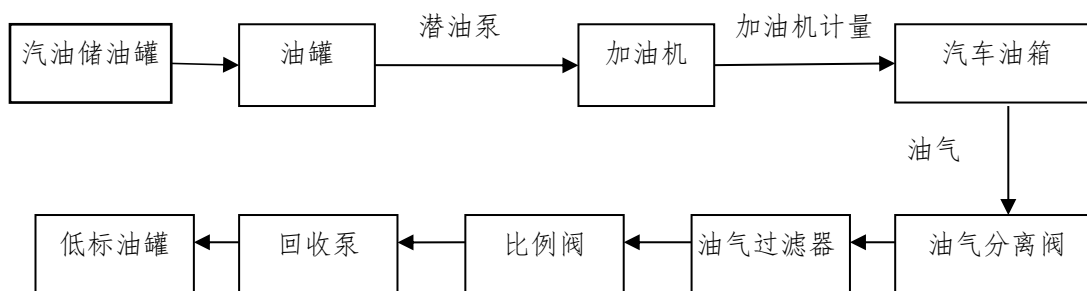 潜油泵
加油机计量
汽油储油罐
油罐
加油机
汽车油箱
油气
低标油罐
回收泵
比例阀
油气过滤器
油气分离阀